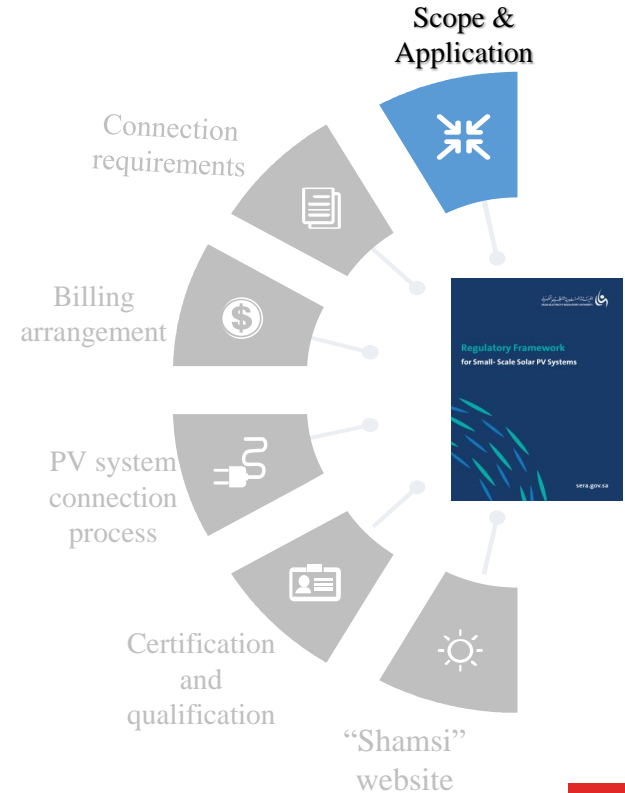 Scope &
Application
Connection
requirements
Billing
arrangement
$
PV system
connection
process
Certification
and
qualification
“Shamsi”
website
Regulatory Framework
for Small- Scale Solar PV Systems
sera.gov.sa